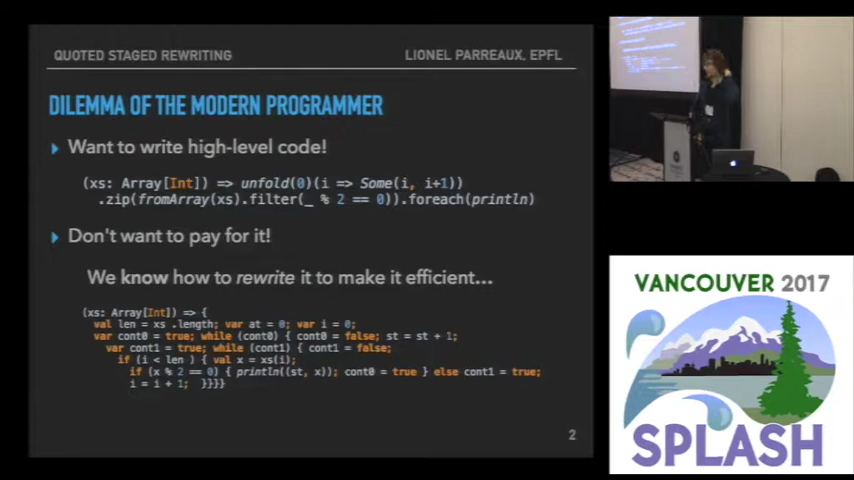 QUOTED STAGED REWRITING
LIONEL PARREAUX, EPFL
DILEMMA OF THE MODERN PROGRAMMER
Want to write high-level code!
(xs: Array[Int]) => unfold(0)(i => Some(i, i+1))
.zip(fromArray(xs).filter(_ % 2 == 0)).foreach(println)
Don't want to pay for it!
We know how to rewrite it to make it efficient...
(xs: Array[Int]) => {
val len = xs .length; var at = 0; var i = 0;
var cont0 = true; while (cont0) { cont0 = false; st = st + 1;
var cont1 = true; while (cont1) { cont1 = false;
if (i < len ) { val x = xs(i);
if (x % 2 == 0) { println((st, x)); cont0 = true } else cont1 = true;
i = i + 1; }}}}
2
VANCOUVER 2017
SPLASH